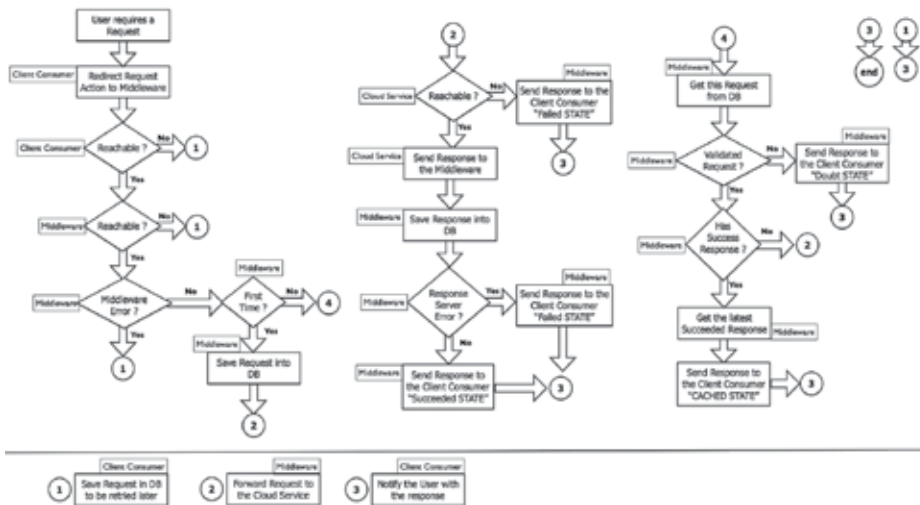 User requires a
Request
Client Consumer
Redirect Request
Action to Middleware
Client Consumer
Reachable ?
No
1
Yes
Middleware
Reachable ?
No
1
Yes
Middleware
Middleware
Error ?
No
Yes
1
Middleware
First
Time ?
No
4
Yes
Middleware
Save Request into
DB
2
2
Cloud Service
Reachable ?
No
Middleware
Send Response to the
Client Consumer
"Failed STATE"
3
Yes
Cloud Service
Send Response to
the Middleware
Middleware
Save Response into
DB
Middleware
Response
Server
Error ?
Yes
Middleware
Send Response to the
Client Consumer
"Failed STATE"
No
Middleware
Send Response to
the Client Consumer
"Succeeded STATE"
3
4
Middleware
Get this Request
from DB
Middleware
Validated
Request ?
No
Middleware
Send Response to
the Client Consumer
"Doubt STATE"
3
Yes
Middleware
Has
Success
Response ?
No
2
Yes
Get the latest
Succeeded Response
Middleware
Middleware
Send Response to
the Client Consumer
"CACHED STATE"
3
3
end
1
3
Client Consumer
1
Save Request in DB
to be retried later
Middleware
2
Forward Request to
the Cloud Service
Client Consumer
3
Notify the User with
the response